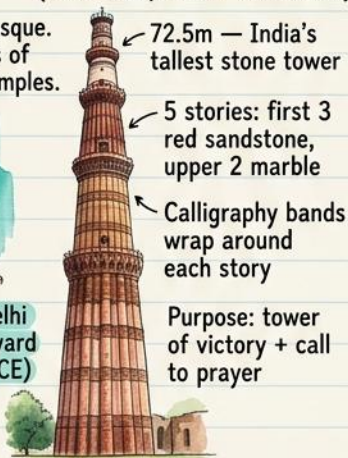 sque.
s of
mples.
72.5m — India's
tallest stone tower
5 stories: first 3
red sandstone,
upper 2 marble
Calligraphy bands
wrap around
each story
Purpose: tower
of victory + call
to prayer
elhi
vard
CE)